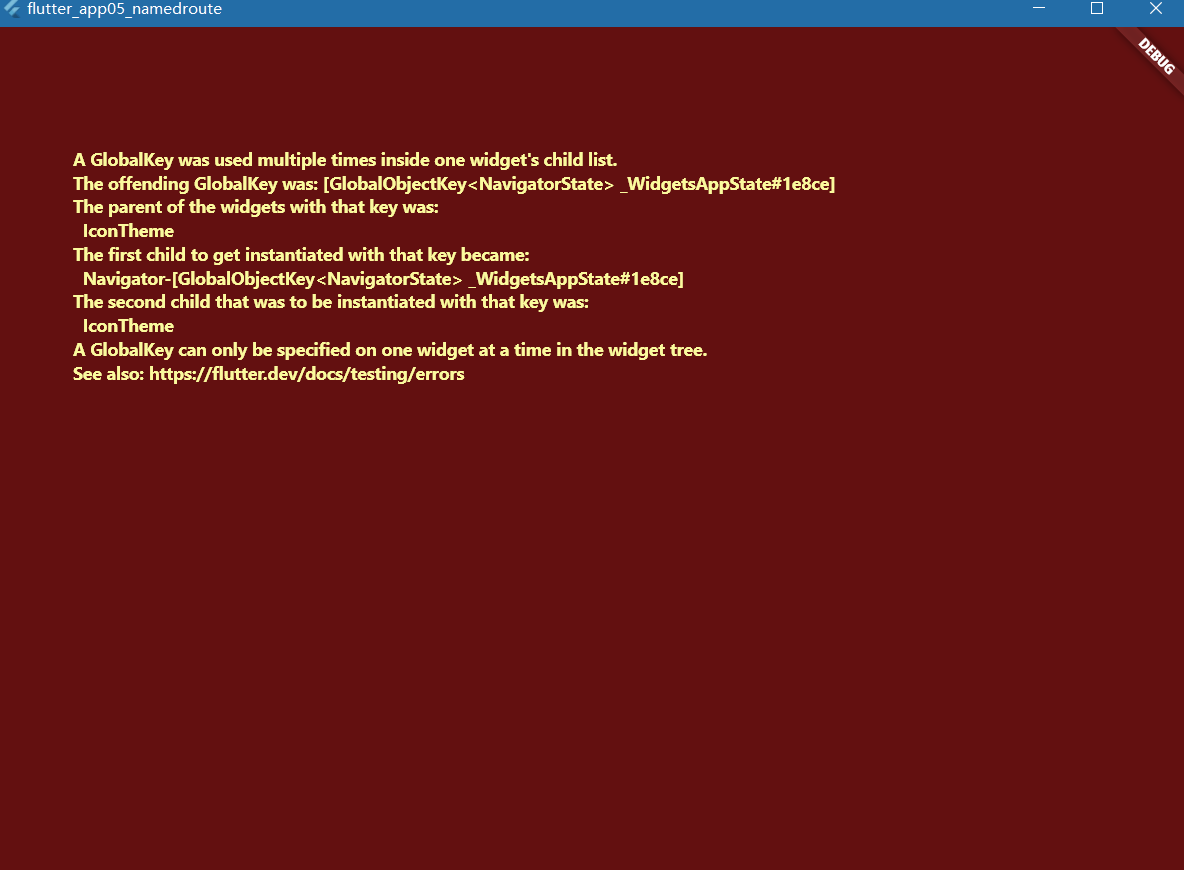 flutter_app05_namedroute
DEBUG
A GlobalKey was used multiple times inside one widget's child list.
The offending GlobalKey was: [GlobalObjectKey<NavigatorState> _WidgetsAppState#1e8ce]
The parent of the widgets with that key was:
IconTheme
The first child to get instantiated with that key became:
Navigator-[GlobalObjectKey<NavigatorState> _WidgetsAppState#1e8ce]
The second child that was to be instantiated with that key was:
IconTheme
A GlobalKey can only be specified on one widget at a time in the widget tree.
See also: https://flutter.dev/docs/testing/errors